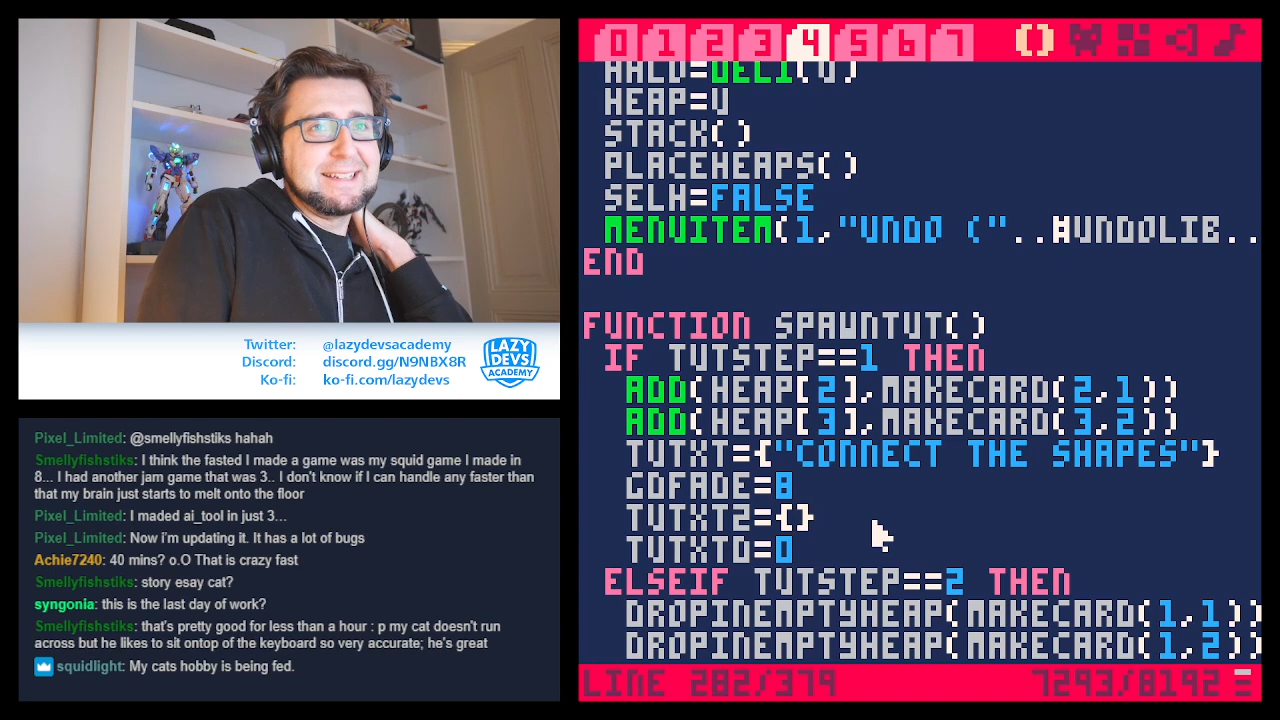 Twitter: @lazydevsacademy
Discord: discord.gg/N9NBX8R
Ko-fi: ko-fi.com/lazydevs
LAZY
DEVS
ACADEMY
Pixel_Limited: @smellyfishstiks hahah
Smellyfishstiks: I think the fasted I made a game was my squid game I made in
8... I had another jam game that was 3.. I don't know if I can handle any faster than
that my brain just starts to melt onto the floor
Pixel_Limited: I maded ai_tool in just 3...
Pixel_Limited: Now i'm updating it. It has a lot of bugs
Achie7240: 40 mins? o.O That is crazy fast
Smellyfishstiks: story esay cat?
syngonia: this is the last day of work?
Smellyfishstiks: that's pretty good for less than a hour : p my cat doesn't run
across but he likes to sit ontop of the keyboard so very accurate; he's great
squidlight: My cats hobby is being fed.
0 1 2 3 4 5 6 7 ()
HEAP=V
STACK()
PLACEHEAPS()
SELH=FALSE
MENUITEM(1,"UNDO ("..#UNDOLIB..
END
FUNCTION SPAWNTUT()
IF TUTSTEP==1 THEN
ADD(HEAP[2],MAKECARD(2,1))
ADD(HEAP[3],MAKECARD(3,2))
TUTXT={"CONNECT THE SHAPES"}
GDFADE=8
TUTXT2={}
TUTXTD=0
ELSEIF TUTSTEP==2 THEN
DROPINEMPTYHEAP(MAKECARD(1,1))
DROPINEMPTYHEAP(MAKECARD(1,2))
LINE 282/379 7293/8192